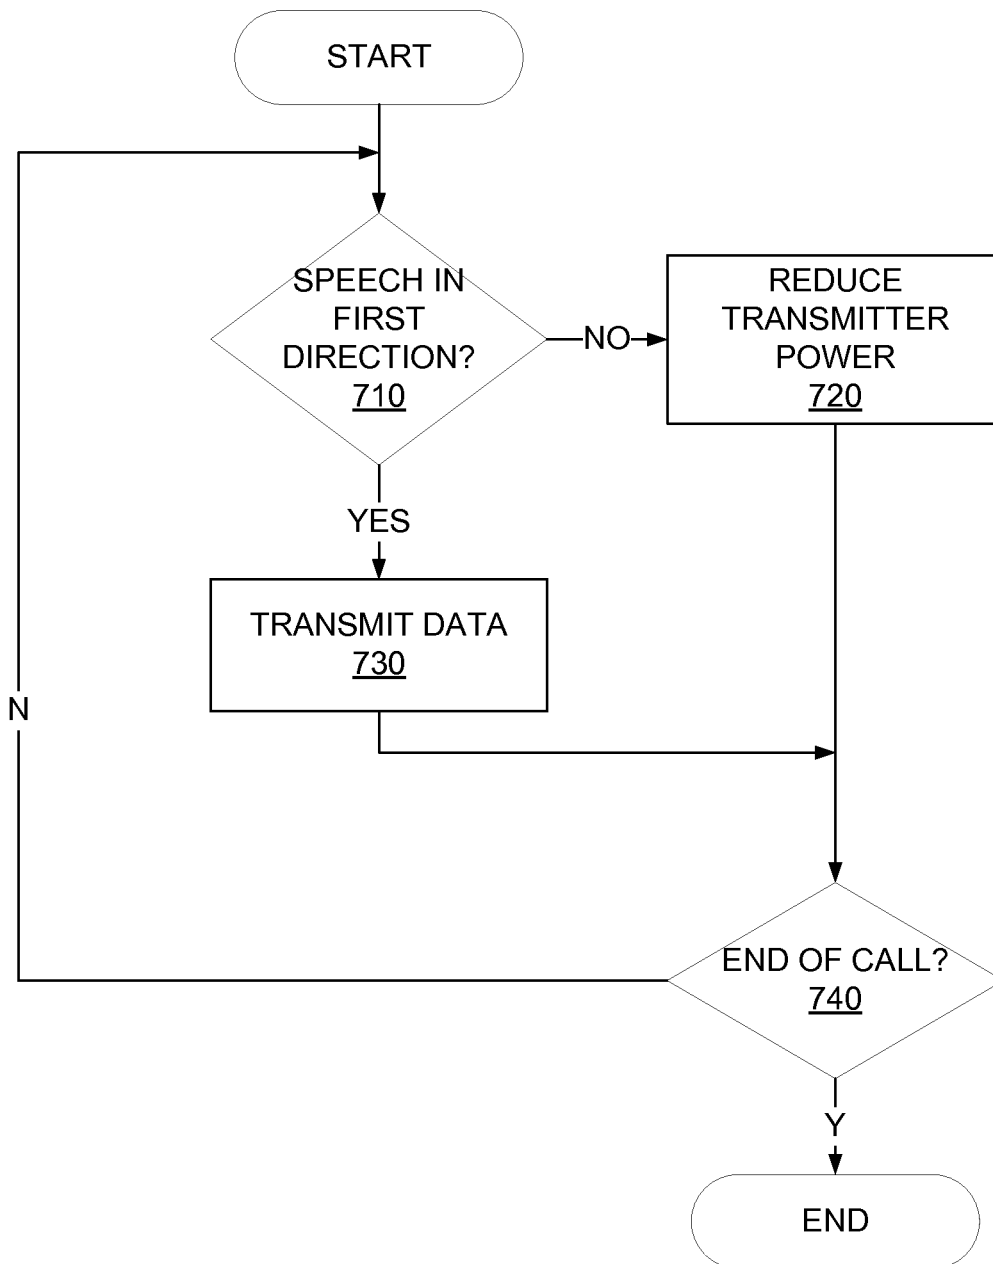 START
SPEECH IN
FIRST
DIRECTION?
710
NO
REDUCE
TRANSMITTER
POWER
720
YES
TRANSMIT DATA
730
N
END OF CALL?
740
Y
END